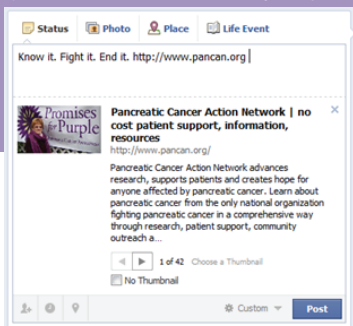 Status Photo Place Life Event
Know it. Fight it. End it. http://www.pancan.org
Promises
for Purple
Pancreatic Cancer Action Network | no
cost patient support, information,
resources
http://www.pancan.org/
Pancreatic Cancer Action Network advances
research, supports patients and creates hope for
anyone affected by pancreatic cancer. Learn about
pancreatic cancer from the only national organization
fighting pancreatic cancer in a comprehensive way
through research, patient support, community
outreach a...
1 of 42 Choose a Thumbnail
No Thumbnail
Custom Post